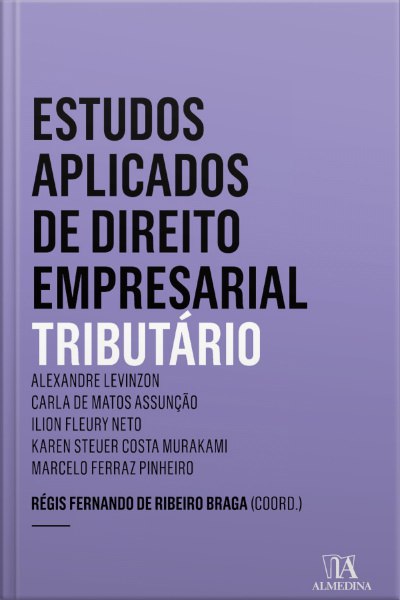 ESTUDOS
APLICADOS
DE DIREITO
EMPRESARIAL
TRIBUTÁRIO
ALEXANDRE LEVINZON
CARLA DE MATOS ASSUNÇÃO
ILION FLEURY NETO
KAREN STEUER COSTA MURAKAMI
MARCELO FERRAZ PINHEIRO
RÉGIS FERNANDO DE RIBEIRO BRAGA (COORD.)
ALMEDINA